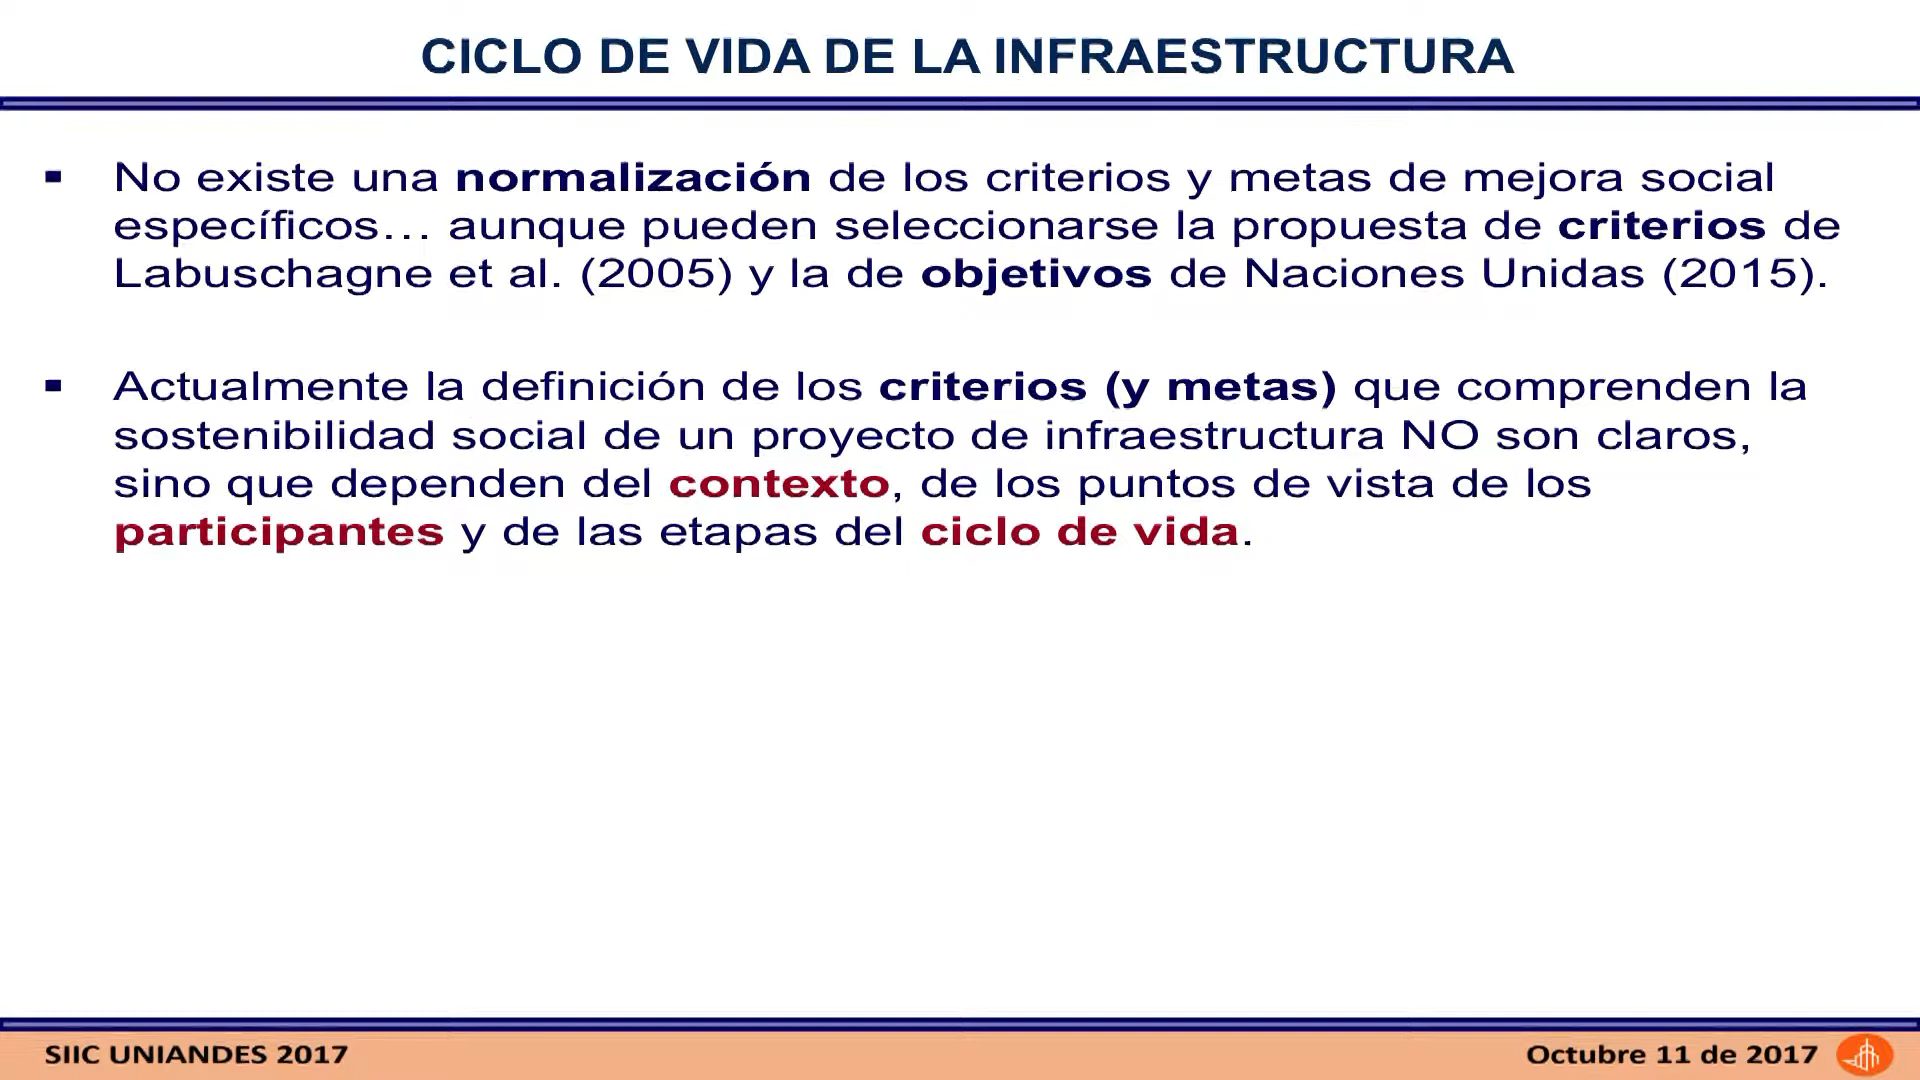 CICLO DE VIDA DE LA INFRAESTRUCTURA
▪ No existe una normalización de los criterios y metas de mejora social
específicos… aunque pueden seleccionarse la propuesta de criterios de
Labuschagne et al. (2005) y la de objetivos de Naciones Unidas (2015).
▪ Actualmente la definición de los criterios (y metas) que comprenden la
sostenibilidad social de un proyecto de infraestructura NO son claros,
sino que dependen del contexto, de los puntos de vista de los
participantes y de las etapas del ciclo de vida.
SIIC UNIANDES 2017
Octubre 11 de 2017